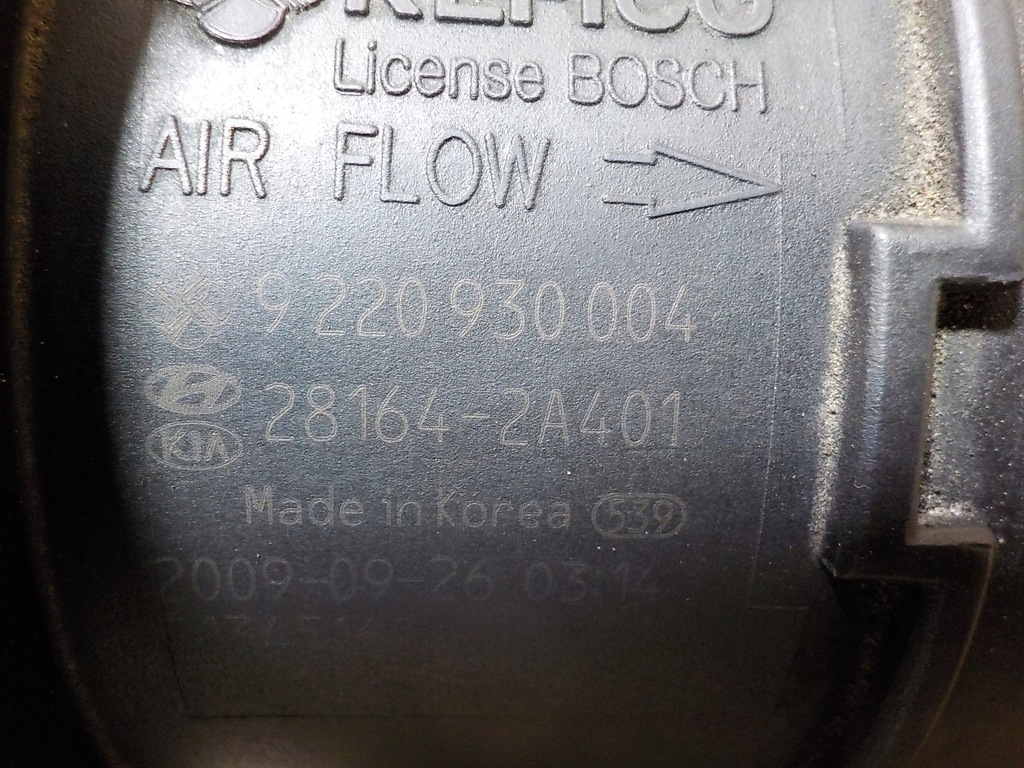 KEFICO
License BOSCH
AIR FLOW
9 220 930 004
28164-2A401
KIA
Made in Korea 539
2009-09-26 03:14